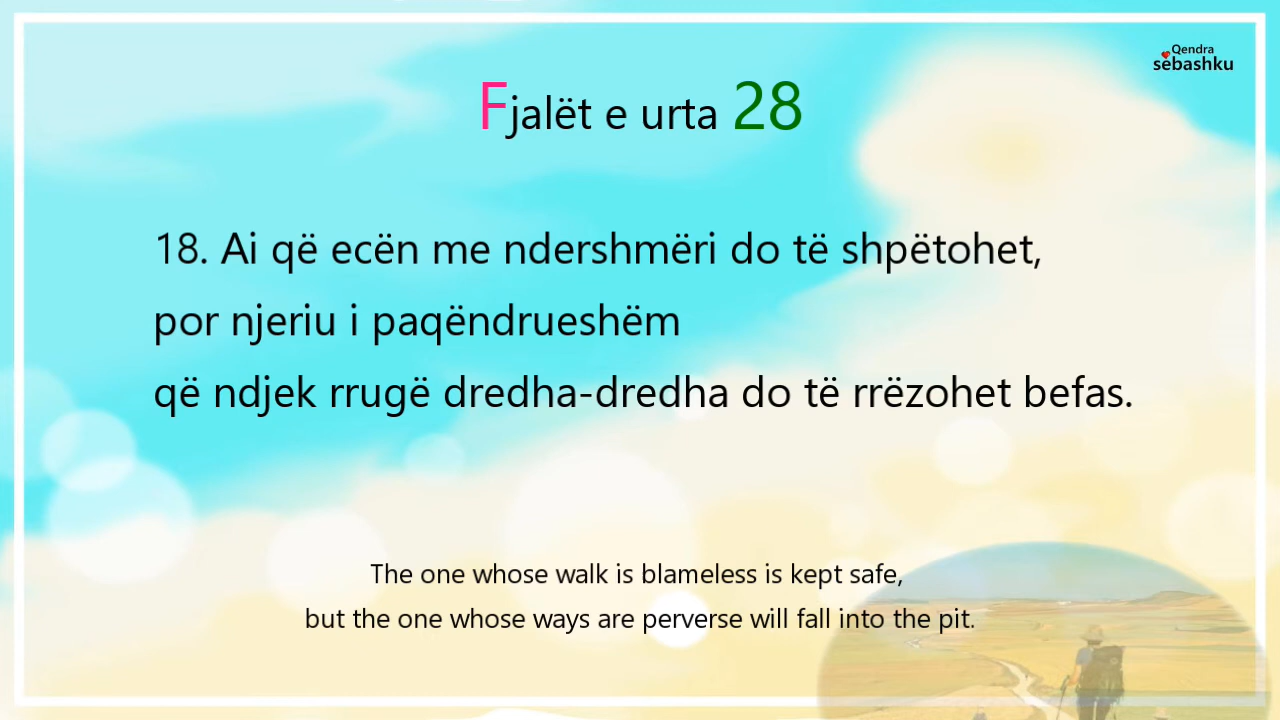 Qendra
sëbashku
Fjalët e urta 28
18. Ai që ecën me ndershmëri do të shpëtohet,
por njeriu i paqëndrueshëm
që ndjek rrugë dredha-dredha do të rrëzohet befas.
The one whose walk is blameless is kept safe,
but the one whose ways are perverse will fall into the pit.